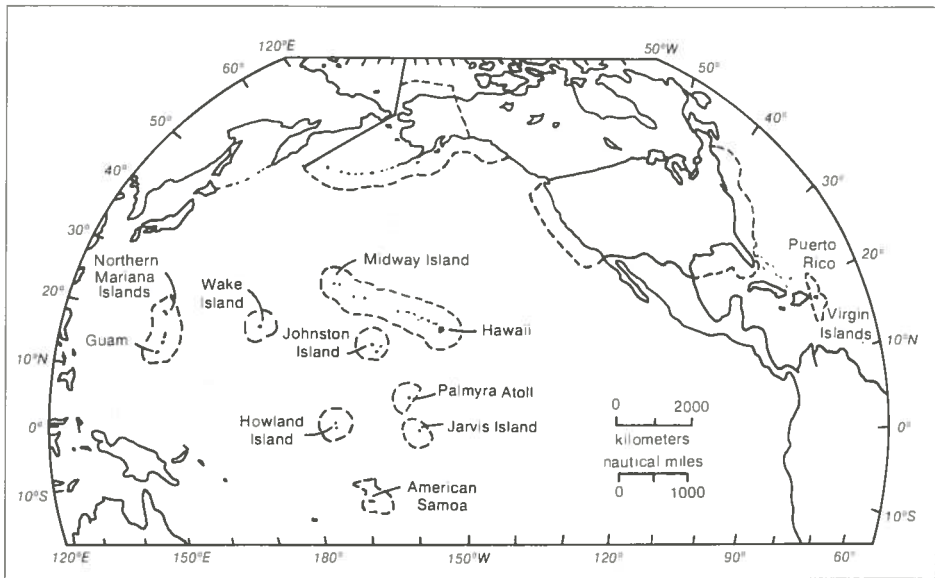 120°E
50°W
60°
50°
50°
40°
40°
30°
30°
20°
20°
10°N
10°N
0°
0°
10°S
10°S
Northern
Mariana
Islands
Guam
Wake
Island
Midway Island
Johnston
Island
Hawaii
Palmyra Atoll
Howland
Island
Jarvis Island
American
Samoa
Puerto
Rico
Virgin
Islands
0 2000
kilometers
nautical miles
0 1000
120°E
150°E
180°
150°W
120°
90°
60°